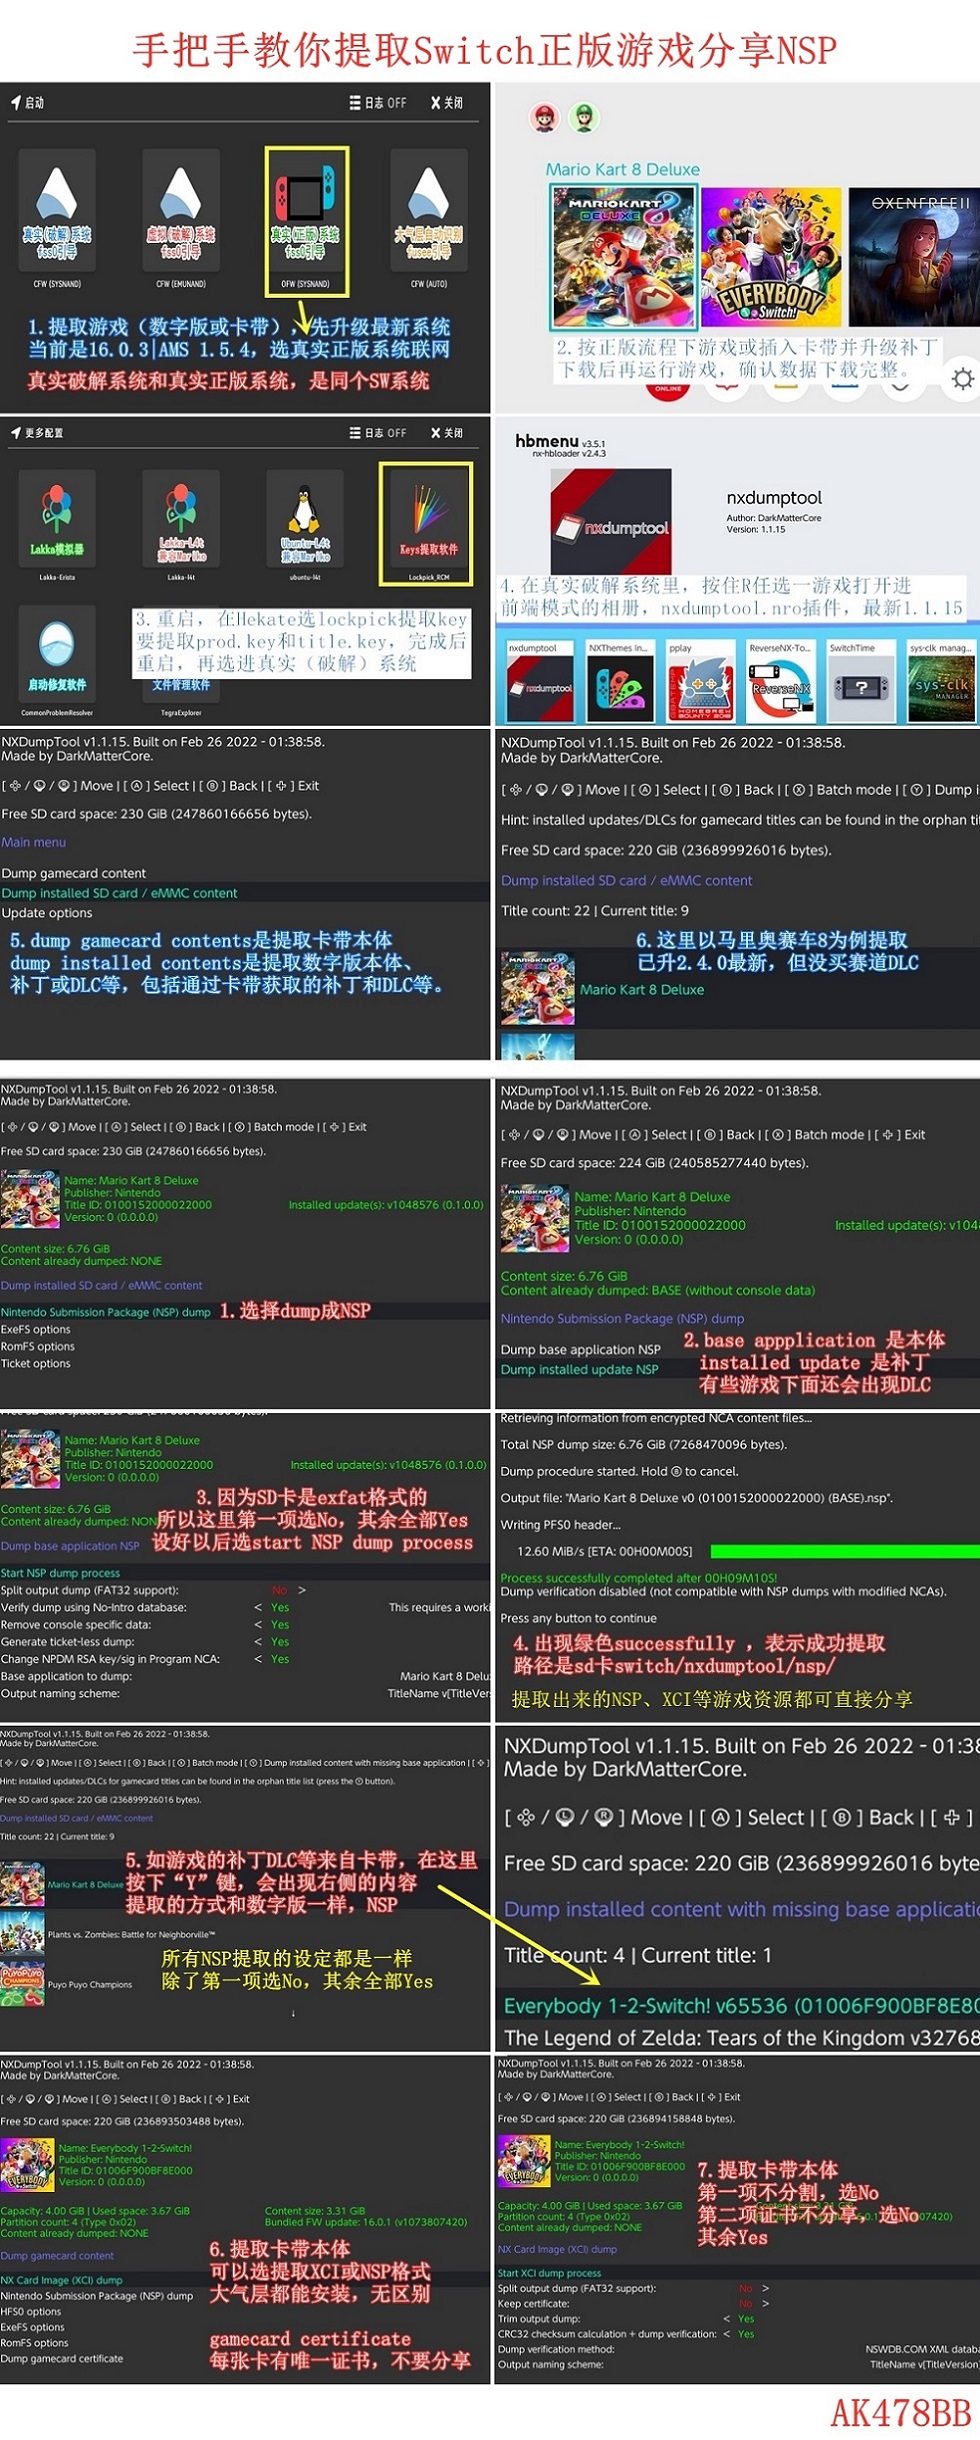 手把手教你提取Switch正版游戏分享NSP
启动
日志 OFF
关闭
真实(破解)系统
fss0引导
CFW (SYSNAND)
虚拟(破解)系统
fss0引导
CFW (EMUNAND)
真实(正版)系统
fss0引导
OFW (SYSNAND)
大气层自动识别
fusee引导
CFW (AUTO)
1.提取游戏（数字版或卡带），先升级最新系统
当前是16.0.3|AMS 1.5.4，选真实正版系统联网
真实破解系统和真实正版系统，是同个SW系统
Mario Kart 8 Deluxe
MARIOKART 8
DELUXE
EVERYBODY
1-2 Switch!
OXENFREE II
2.按正版流程下游戏或插入卡带并升级补丁
下载后再运行游戏，确认数据下载完整。
ONLINE
更多配置
日志 OFF
关闭
Lakka模拟器
Lakka-Erista
Lakka-L4t
兼容Mariko
Lakka-l4t
Ubuntu-L4t
兼容Mariko
ubuntu-l4t
Keys提取软件
Lockpick_RCM
3.重启，在Hekate选lockpick提取key
要提取prod.key和title.key，完成后
重启，再选进真实（破解）系统
启动修复软件
CommonProblemResolver
文件管理软件
TegraExplorer
hbmenu v3.5.1
nx-hbloader v2.4.3
nxdumptool
nxdumptool
Author: DarkMatterCore
Version: 1.1.15
4.在真实破解系统里，按住R任选一游戏打开进
前端模式的相册，nxdumptool.nro插件，最新1.1.15
nxdumptool
NXThemes In...
pplay
ReverseNX-To...
SwitchTime
sys-clk manag...
nxdumptool
HOMEBREW
BOUNTY 2018
ReverseNX
sys-clk
MANAGER
NXDumpTool v1.1.15. Built on Feb 26 2022 - 01:38:58.
Made by DarkMatterCore.
[ / L / R ] Move | [ A ] Select | [ B ] Back | [ ] Exit
Free SD card space: 230 GiB (247860166656 bytes).
Main menu
Dump gamecard content
Dump installed SD card / eMMC content
Update options
5.dump gamecard contents是提取卡带本体
dump installed contents是提取数字版本体、
补丁或DLC等，包括通过卡带获取的补丁和DLC等。
NXDumpTool v1.1.15. Built on Feb 26 2022 - 01:38:58.
Made by DarkMatterCore.
[ / L / R ] Move | [ A ] Select | [ B ] Back | [ X ] Batch mode | [ Y ] Dump i
Hint: installed updates/DLCs for gamecard titles can be found in the orphan tit
Free SD card space: 220 GiB (236899926016 bytes).
Dump installed SD card / eMMC content
Title count: 22 | Current title: 9
6.这里以马里奥赛车8为例提取
已升2.4.0最新，但没买赛道DLC
Mario Kart 8 Deluxe
NXDumpTool v1.1.15. Built on Feb 26 2022 - 01:38:58.
Made by DarkMatterCore.
[ / L / R ] Move | [ A ] Select | [ B ] Back | [ X ] Batch mode | [ ] Exit
Free SD card space: 230 GiB (247860166656 bytes).
Name: Mario Kart 8 Deluxe
Publisher: Nintendo
Title ID: 0100152000022000
Version: 0 (0.0.0.0)
Installed update(s): v1048576 (0.1.0.0)
Content size: 6.76 GiB
Content already dumped: NONE
Dump installed SD card / eMMC content
Nintendo Submission Package (NSP) dump
1.选择dump成NSP
ExeFS options
RomFS options
Ticket options
NXDumpTool v1.1.15. Built on Feb 26 2022 - 01:38:58.
Made by DarkMatterCore.
[ / L / R ] Move | [ A ] Select | [ B ] Back | [ X ] Batch mode | [ ] Exit
Free SD card space: 224 GiB (240585277440 bytes).
Name: Mario Kart 8 Deluxe
Publisher: Nintendo
Title ID: 0100152000022000
Version: 0 (0.0.0.0)
Installed update(s): v104
Content size: 6.76 GiB
Content already dumped: BASE (without console data)
Nintendo Submission Package (NSP) dump
Dump base application NSP
Dump installed update NSP
2.base appplication 是本体
installed update 是补丁
有些游戏下面还会出现DLC
Name: Mario Kart 8 Deluxe
Publisher: Nintendo
Title ID: 0100152000022000
Version: 0 (0.0.0.0)
Installed update(s): v1048576 (0.1.0.0)
Content size: 6.76 GiB
Content already dumped: NON
3.因为SD卡是exfat格式的
所以这里第一项选No，其余全部Yes
设好以后选start NSP dump process
Dump base application NSP
Start NSP dump process
Split output dump (FAT32 support): No >
Verify dump using No-Intro database: < Yes This requires a worki
Remove console specific data: < Yes
Generate ticket-less dump: < Yes
Change NPDM RSA key/sig in Program NCA: < Yes
Base application to dump: Mario Kart 8 Delu
Output naming scheme: TitleName v[TitleVer
Retrieving information from encrypted NCA content files...
Total NSP dump size: 6.76 GiB (7268470096 bytes).
Dump procedure started. Hold B to cancel.
Output file: "Mario Kart 8 Deluxe v0 (0100152000022000) (BASE).nsp".
Writing PFS0 header...
12.60 MiB/s [ETA: 00H00M00S]
Process successfully completed after 00H09M10S!
Dump verification disabled (not compatible with NSP dumps with modified NCAs).
Press any button to continue
4.出现绿色successfully ，表示成功提取
路径是sd卡switch/nxdumptool/nsp/
提取出来的NSP、XCI等游戏资源都可直接分享
NXDumpTool v1.1.15. Built on Feb 26 2022 - 01:38:58.
Made by DarkMatterCore.
[ / L / R ] Move | [ A ] Select | [ B ] Back | [ X ] Batch mode | [ Y ] Dump installed content with missing base application | [ ]
Hint: installed updates/DLCs for gamecard titles can be found in the orphan title list (press the Y button).
Free SD card space: 220 GiB (236899926016 bytes).
Dump installed SD card / eMMC content
Title count: 22 | Current title: 9
5.如游戏的补丁DLC等来自卡带，在这里
按下“Y”键，会出现右侧的内容
提取的方式和数字版一样，NSP
Mario Kart 8 Deluxe
Plants vs. Zombies: Battle for Neighborville™
Puyo Puyo Champions
所有NSP提取的设定都是一样
除了第一项选No，其余全部Yes
↓
NXDumpTool v1.1.15. Built on Feb 26 2022 - 01:38
Made by DarkMatterCore.
[ / L / R ] Move | [ A ] Select | [ B ] Back | [ ]
Free SD card space: 220 GiB (236899926016 byte
Dump installed content with missing base applicatio
Title count: 4 | Current title: 1
Everybody 1-2-Switch! v65536 (01006F900BF8E80
The Legend of Zelda: Tears of the Kingdom v32768
NXDumpTool v1.1.15. Built on Feb 26 2022 - 01:38:58.
Made by DarkMatterCore.
[ / L / R ] Move | [ A ] Select | [ B ] Back | [ ] Exit
Free SD card space: 220 GiB (236893503488 bytes).
Name: Everybody 1-2-Switch!
Publisher: Nintendo
Title ID: 01006F900BF8E000
Version: 0 (0.0.0.0)
Capacity: 4.00 GiB | Used space: 3.67 GiB
Content size: 3.31 GiB
Partition count: 4 (Type 0x02)
Bundled FW update: 16.0.1 (v1073807420)
Content already dumped: NONE
Dump gamecard content
NX Card Image (XCI) dump
Nintendo Submission Package (NSP) dump
HFS0 options
ExeFS options
RomFS options
Dump gamecard certificate
6.提取卡带本体
可以选提取XCI或NSP格式
大气层都能安装，无区别
gamecard certificate
每张卡有唯一证书，不要分享
NXDumpTool v1.1.15. Built on Feb 26 2022 - 01:38:58.
Made by DarkMatterCore.
[ / L / R ] Move | [ A ] Select | [ B ] Back | [ ] Exit
Free SD card space: 220 GiB (236894158848 bytes).
Name: Everybody 1-2-Switch!
Publisher: Nintendo
Title ID: 01006F900BF8E000
Version: 0 (0.0.0.0)
Capacity: 4.00 GiB | Used space: 3.67 GiB
Partition count: 4 (Type 0x02)
Content already dumped: NONE
7.提取卡带本体
第一项不分割，选No
第二项证书不分享，选No
其余Yes
NX Card Image (XCI) dump
Start XCI dump process
Split output dump (FAT32 support): No >
Keep certificate: No >
Trim output dump: < Yes
CRC32 checksum calculation + dump verification: < Yes
Dump verification method: NSWDB.COM XML databa
Output naming scheme: TitleName v[TitleVersion]
AK478BB